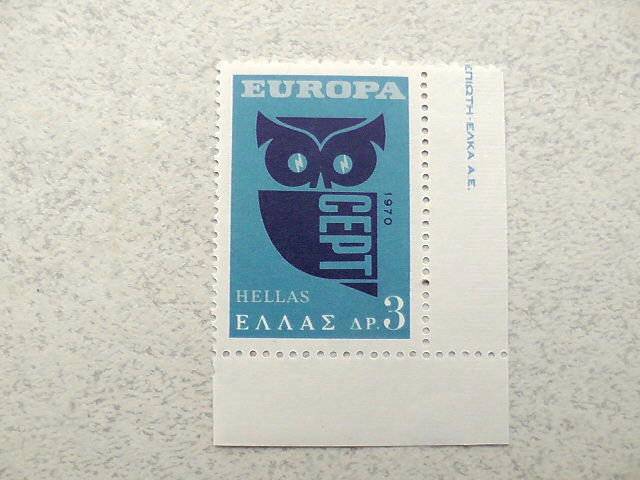 EUROPA
CEPT
1970
HELLAS
ΕΛΛΑΣ ΔΡ. 3
ΕΠΙΩΤΗ-ΕΛΚΑ Α.Ε.